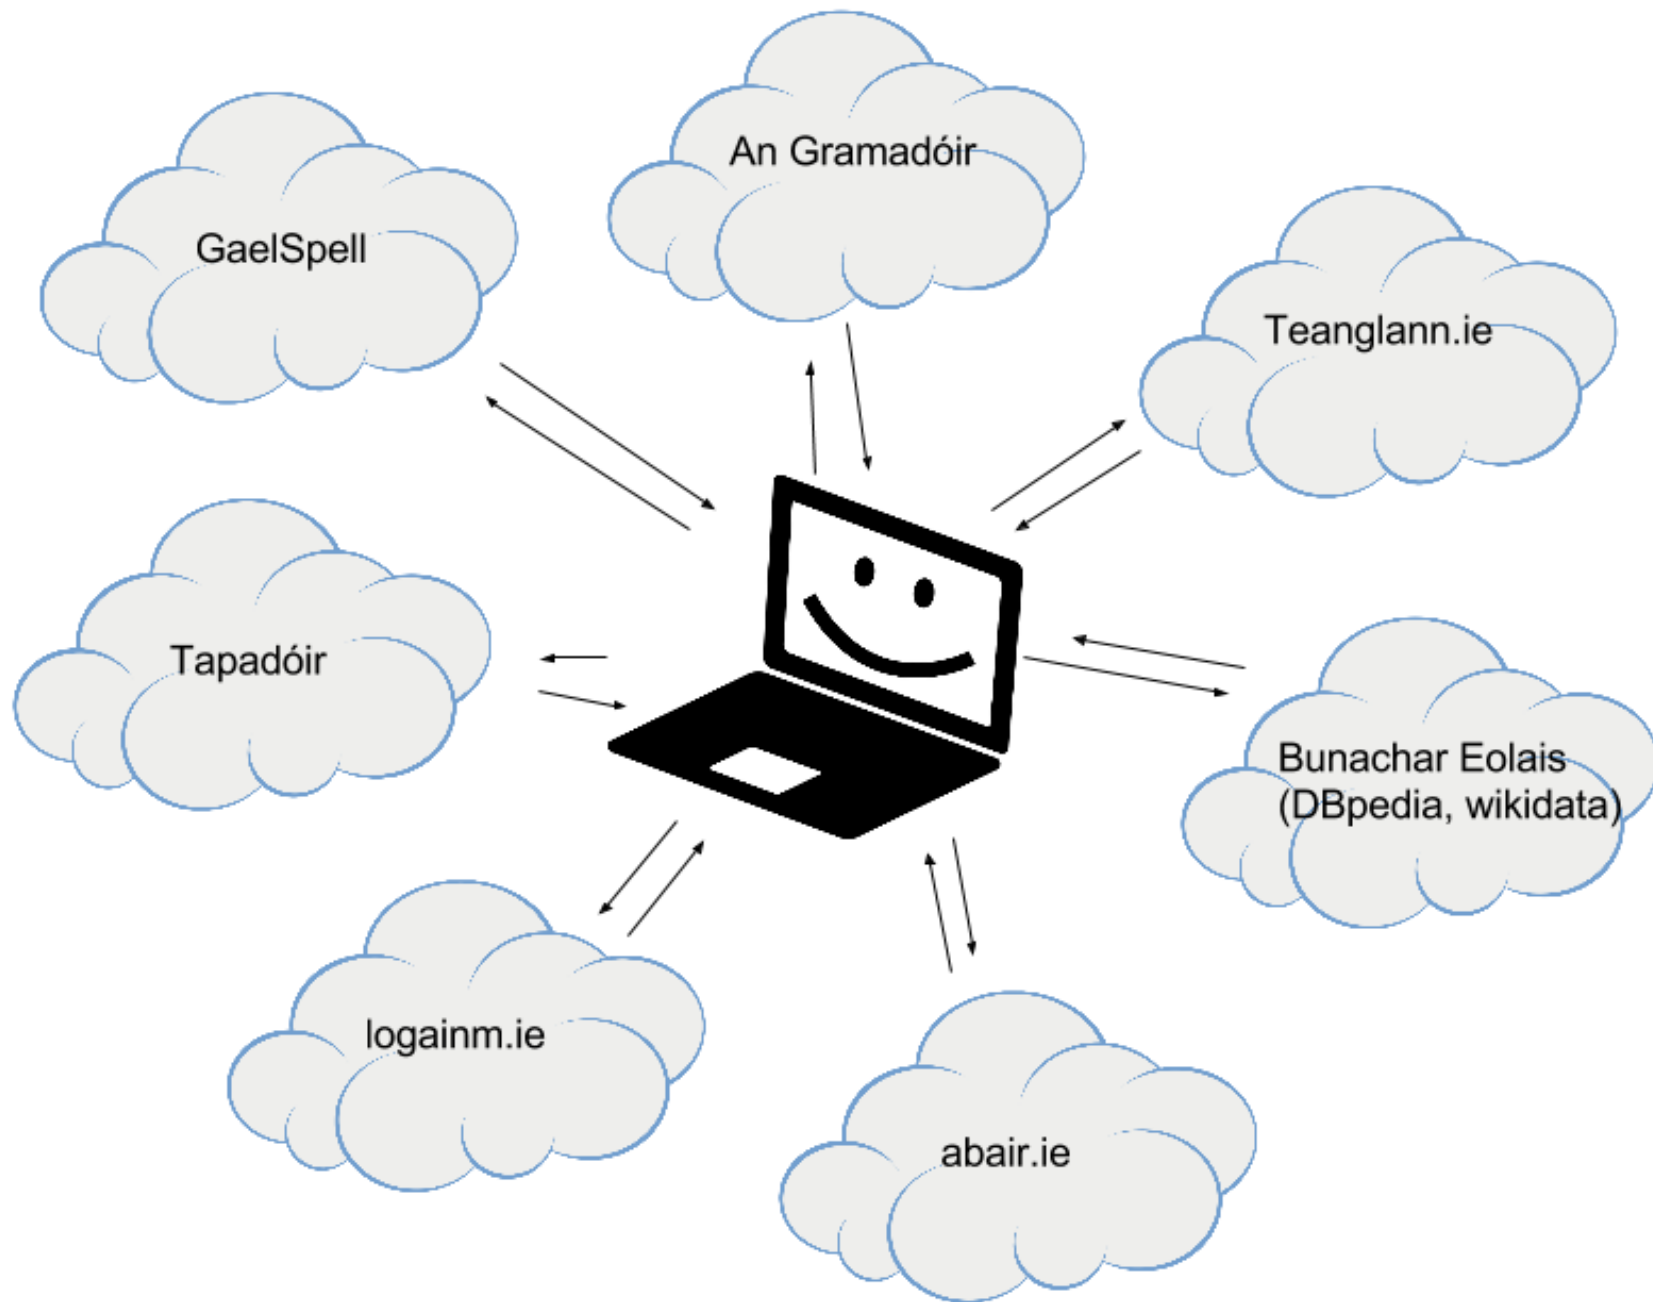 An Gramadóir
GaelSpell
Teanglann.ie
Tapadóir
Bunachar Eolais
(DBpedia, wikidata)
logainm.ie
abair.ie